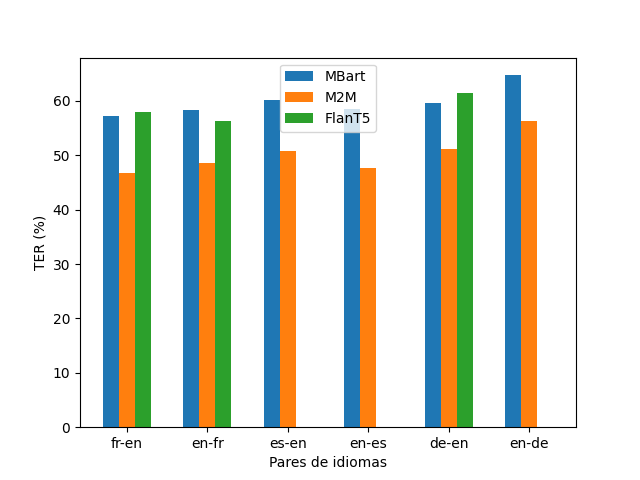 MBart
M2M
FlanT5
60
50
40
30
20
10
0
TER (%)
fr-en en-fr es-en en-es de-en en-de
Pares de idiomas